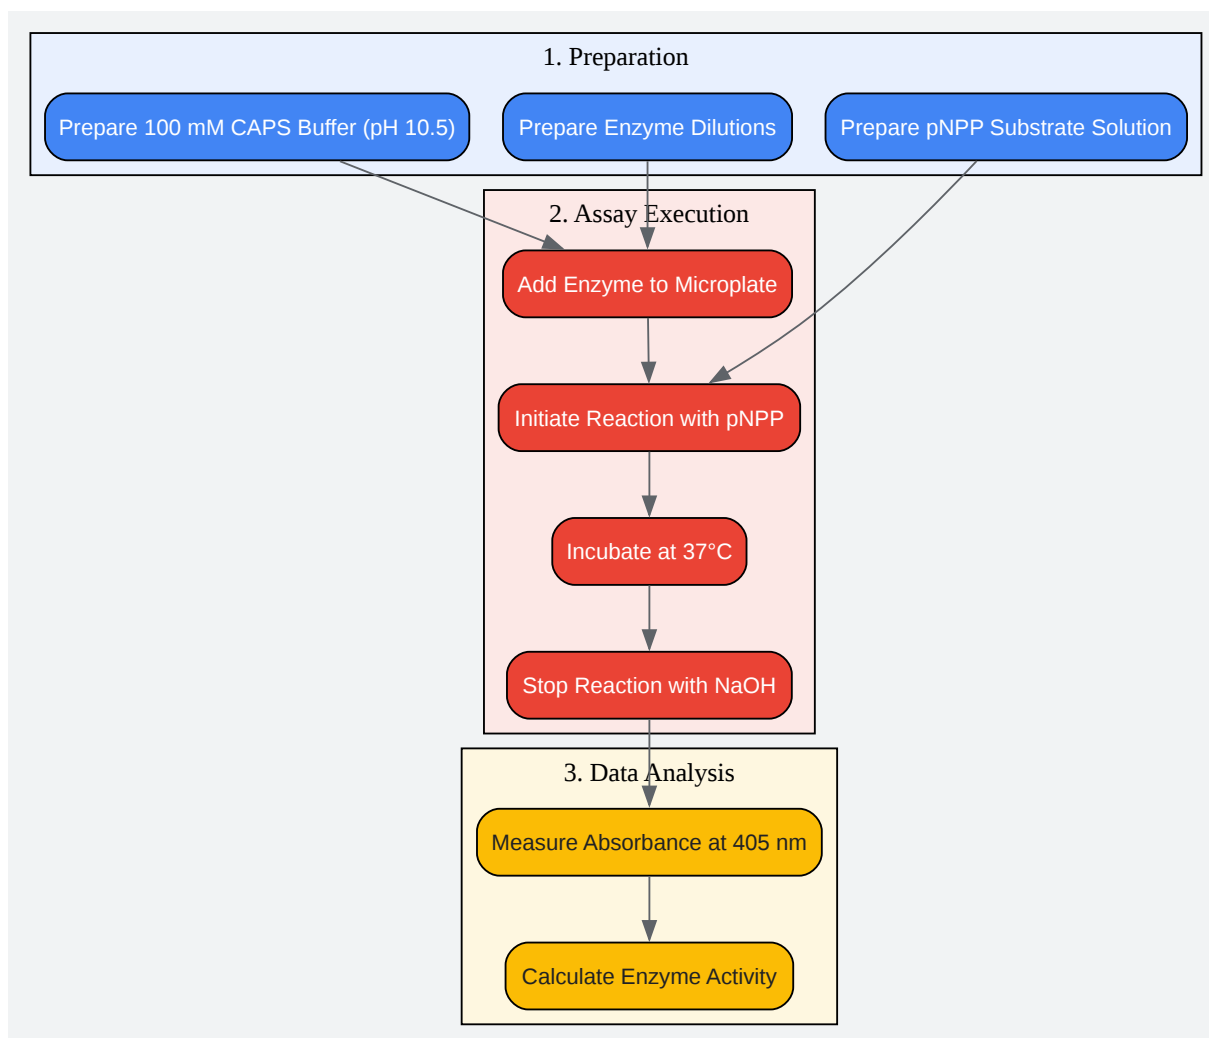 1. Preparation
Prepare 100 mM CAPS Buffer (pH 10.5)
Prepare Enzyme Dilutions
Prepare pNPP Substrate Solution
2. Assay Execution
Add Enzyme to Microplate
Initiate Reaction with pNPP
Incubate at 37°C
Stop Reaction with NaOH
3. Data Analysis
Measure Absorbance at 405 nm
Calculate Enzyme Activity